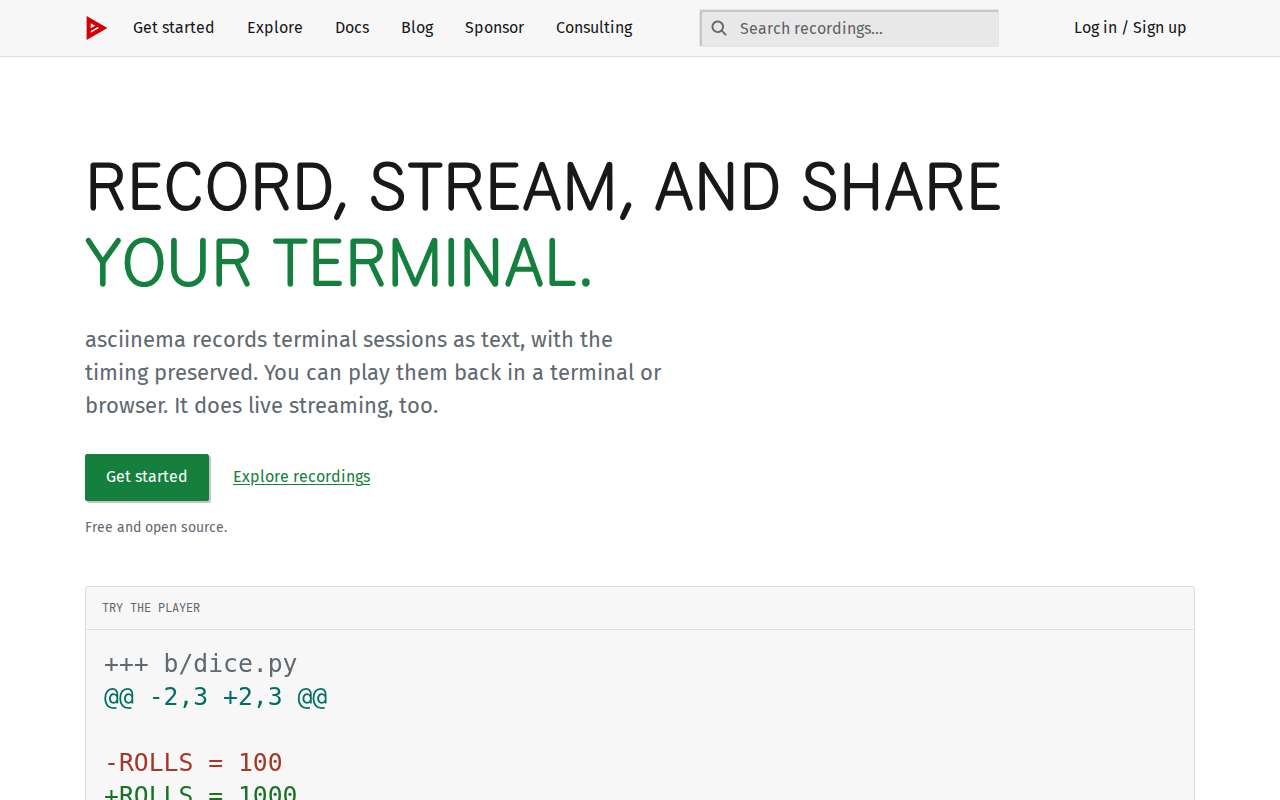 Get started Explore Docs Blog Sponsor Consulting Search recordings... Log in / Sign up
RECORD, STREAM, AND SHARE
YOUR TERMINAL.
asciinema records terminal sessions as text, with the
timing preserved. You can play them back in a terminal or
browser. It does live streaming, too.
Get started Explore recordings
Free and open source.
TRY THE PLAYER
+++ b/dice.py
@@ -2,3 +2,3 @@
-ROLLS = 100
+ROLLS = 1000